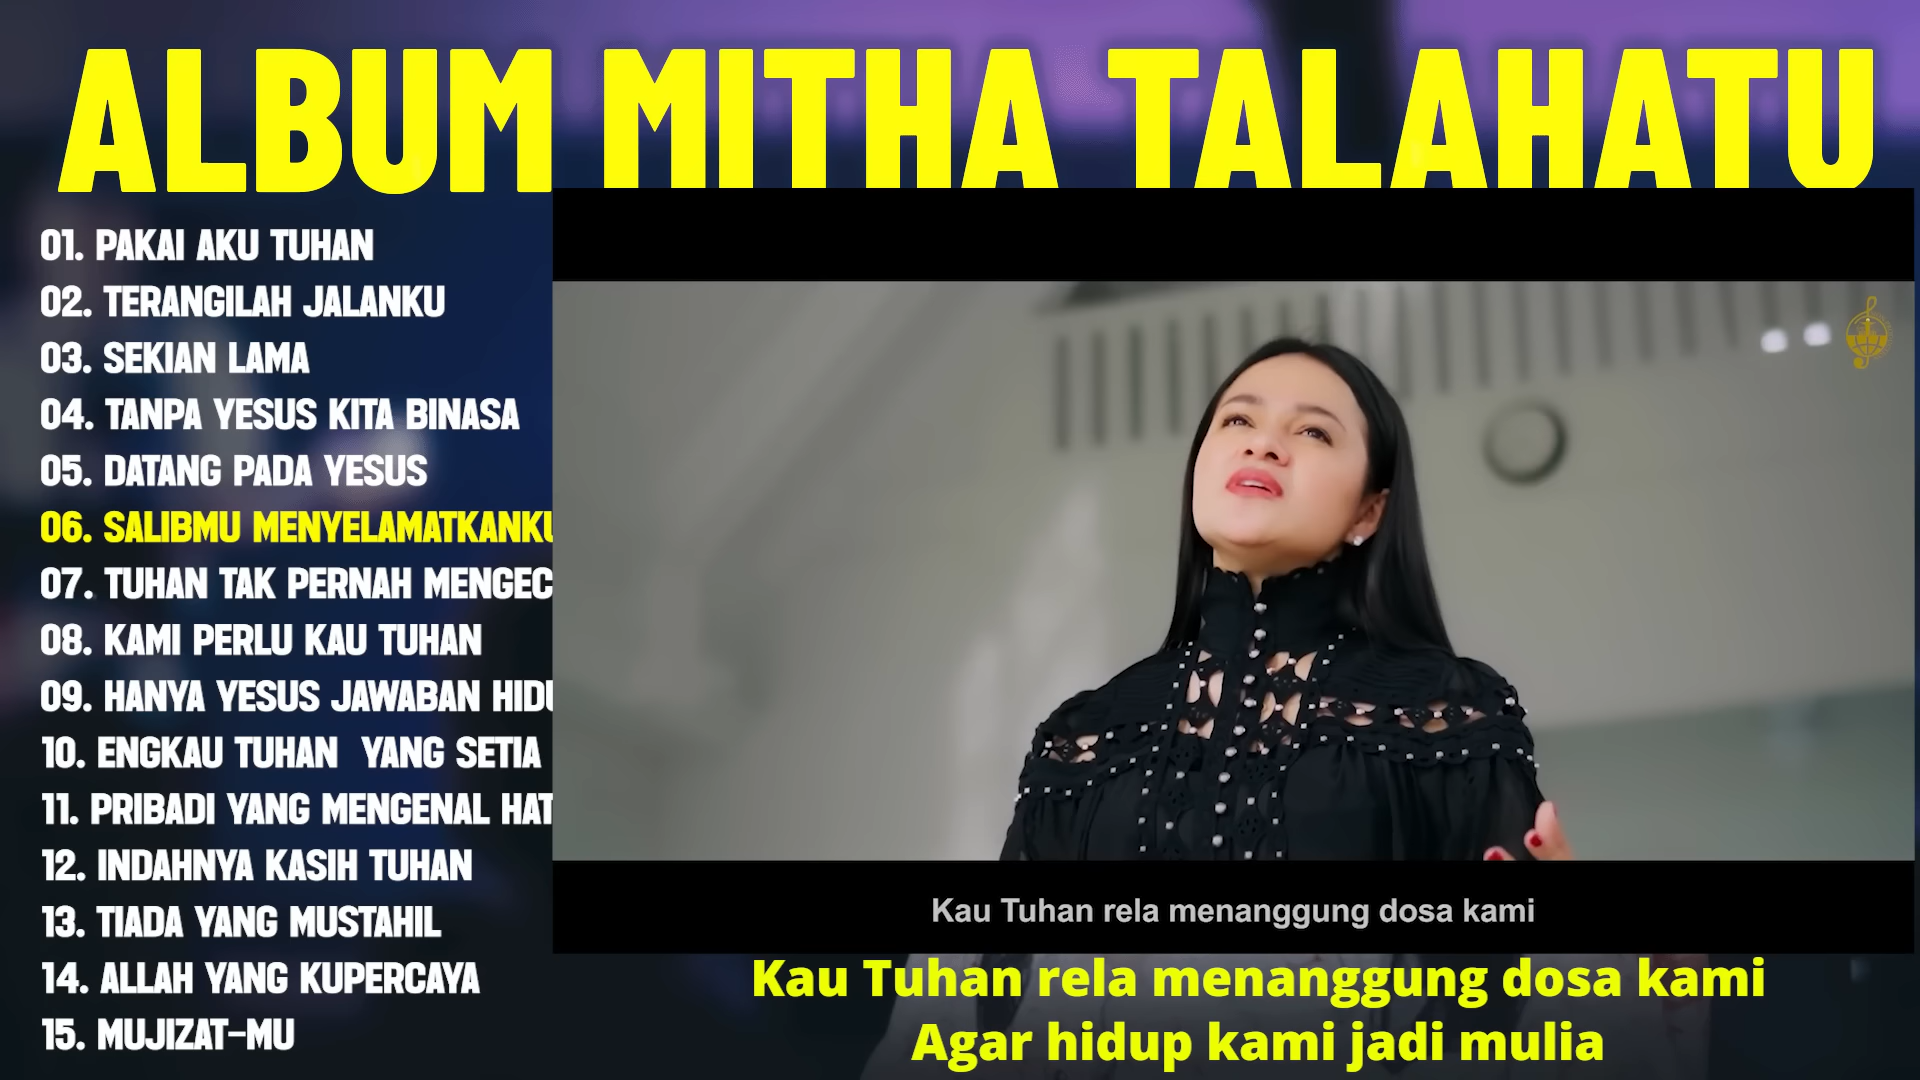 ALBUM MITHA TALAHATU
01. PAKAI AKU TUHAN
02. TERANGILAH JALANKU
03. SEKIAN LAMA
04. TANPA YESUS KITA BINASA
05. DATANG PADA YESUS
06. SALIBMU MENYELAMATKANKU
07. TUHAN TAK PERNAH MENGEC
08. KAMI PERLU KAU TUHAN
09. HANYA YESUS JAWABAN HIDU
10. ENGKAU TUHAN YANG SETIA
11. PRIBADI YANG MENGENAL HAT
12. INDAHNYA KASIH TUHAN
13. TIADA YANG MUSTAHIL
14. ALLAH YANG KUPERCAYA
15. MUJIZAT-MU
Kau Tuhan rela menanggung dosa kami
Kau Tuhan rela menanggung dosa kami
Agar hidup kami jadi mulia